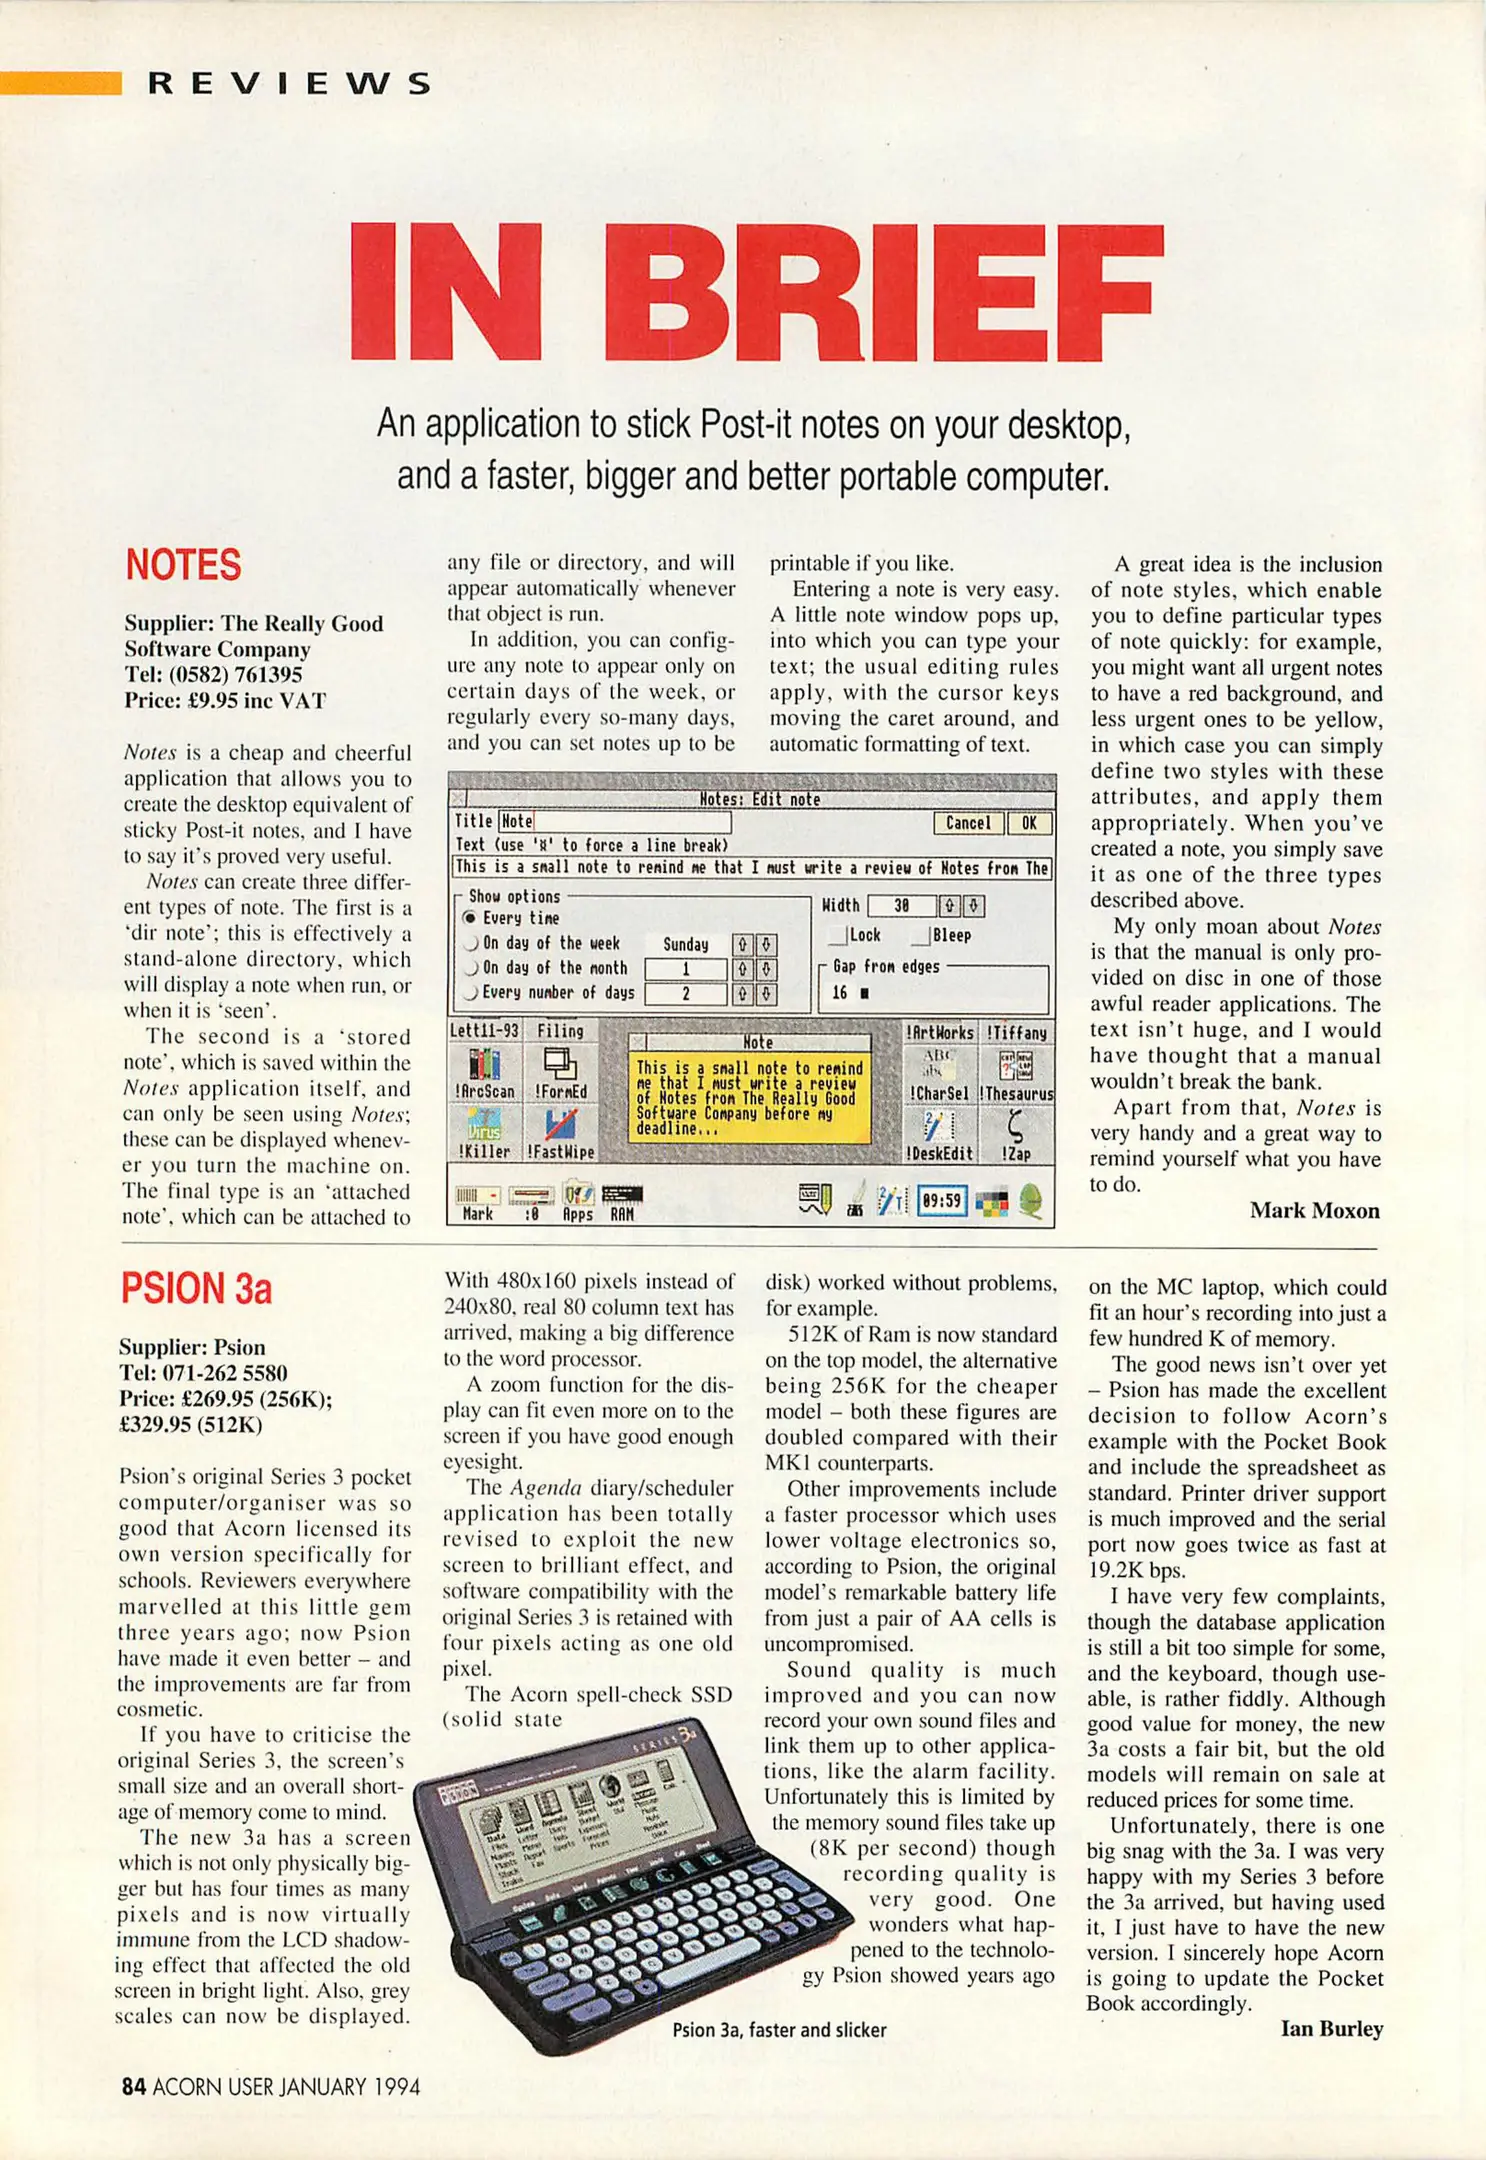 REVIEWS
IN BRIEF
An application to stick Post-it notes on your desktop,
and a faster, bigger and better portable computer.
NOTES
Supplier: The Really Good
Software Company
Tel: (0582) 761395
Price: £9.95 inc VAT
Notes is a cheap and cheerful
application that allows you to
create the desktop equivalent of
sticky Post-it notes, and I have
to say it's proved very useful.
Notes can create three differ-
ent types of note. The first is a
'dir note'; this is effectively a
stand-alone directory, which
will display a note when run, or
when it is 'seen'.
The second is a 'stored
note', which is saved within the
Notes application itself, and
can only be seen using Notes;
these can be displayed whenev-
er you turn the machine on.
The final type is an 'attached
note', which can be attached to
any file or directory, and will
appear automatically whenever
that object is run.
In addition, you can config-
ure any note to appear only on
certain days of the week, or
regularly every so-many days,
and you can set notes up to be
printable if you like.
Entering a note is very easy.
A little note window pops up,
into which you can type your
text; the usual editing rules
apply, with the cursor keys
moving the caret around, and
automatic formatting of text.
Notes: Edit note
Title Note Cancel OK
Text (use '¤' to force a line break)
This is a small note to remind me that I must write a review of Notes from The
Show options
Every time
On day of the week Sunday
On day of the month 1
Every number of days 2
Width 30
Lock Bleep
Gap from edges
16
Lett11-93 Filing
!ArcScan !FormEd
Virus
!Killer !FastWipe
Note
This is a small note to remind
me that I must write a review
of Notes from The Really Good
Software Company before my
deadline...
!ArtWorks !Tiffany
!CharSel !Thesaurus
!DeskEdit !Zap
Mark :0 Apps RAM
09:59
A great idea is the inclusion
of note styles, which enable
you to define particular types
of note quickly: for example,
you might want all urgent notes
to have a red background, and
less urgent ones to be yellow,
in which case you can simply
define two styles with these
attributes, and apply them
appropriately. When you've
created a note, you simply save
it as one of the three types
described above.
My only moan about Notes
is that the manual is only pro-
vided on disc in one of those
awful reader applications. The
text isn't huge, and I would
have thought that a manual
wouldn't break the bank.
Apart from that, Notes is
very handy and a great way to
remind yourself what you have
to do.
Mark Moxon
PSION 3a
Supplier: Psion
Tel: 071-262 5580
Price: £269.95 (256K);
£329.95 (512K)
Psion's original Series 3 pocket
computer/organiser was so
good that Acorn licensed its
own version specifically for
schools. Reviewers everywhere
marvelled at this little gem
three years ago; now Psion
have made it even better – and
the improvements are far from
cosmetic.
If you have to criticise the
original Series 3, the screen's
small size and an overall short-
age of memory come to mind.
The new 3a has a screen
which is not only physically big-
ger but has four times as many
pixels and is now virtually
immune from the LCD shadow-
ing effect that affected the old
screen in bright light. Also, grey
scales can now be displayed.
With 480x160 pixels instead of
240x80, real 80 column text has
arrived, making a big difference
to the word processor.
A zoom function for the dis-
play can fit even more on to the
screen if you have good enough
eyesight.
The Agenda diary/scheduler
application has been totally
revised to exploit the new
screen to brilliant effect, and
software compatibility with the
original Series 3 is retained with
four pixels acting as one old
pixel.
The Acorn spell-check SSD
(solid state
disk) worked without problems,
for example.
512K of Ram is now standard
on the top model, the alternative
being 256K for the cheaper
model – both these figures are
doubled compared with their
MK1 counterparts.
Other improvements include
a faster processor which uses
lower voltage electronics so,
according to Psion, the original
model's remarkable battery life
from just a pair of AA cells is
uncompromised.
Sound quality is much
improved and you can now
record your own sound files and
link them up to other applica-
tions, like the alarm facility.
Unfortunately this is limited by
the memory sound files take up
(8K per second) though
recording quality is
very good. One
wonders what hap-
pened to the technolo-
gy Psion showed years ago
SERIES 3a
Psion 3a, faster and slicker
on the MC laptop, which could
fit an hour's recording into just a
few hundred K of memory.
The good news isn't over yet
– Psion has made the excellent
decision to follow Acorn's
example with the Pocket Book
and include the spreadsheet as
standard. Printer driver support
is much improved and the serial
port now goes twice as fast at
19.2K bps.
I have very few complaints,
though the database application
is still a bit too simple for some,
and the keyboard, though use-
able, is rather fiddly. Although
good value for money, the new
3a costs a fair bit, but the old
models will remain on sale at
reduced prices for some time.
Unfortunately, there is one
big snag with the 3a. I was very
happy with my Series 3 before
the 3a arrived, but having used
it, I just have to have the new
version. I sincerely hope Acorn
is going to update the Pocket
Book accordingly.
Ian Burley
84 ACORN USER JANUARY 1994